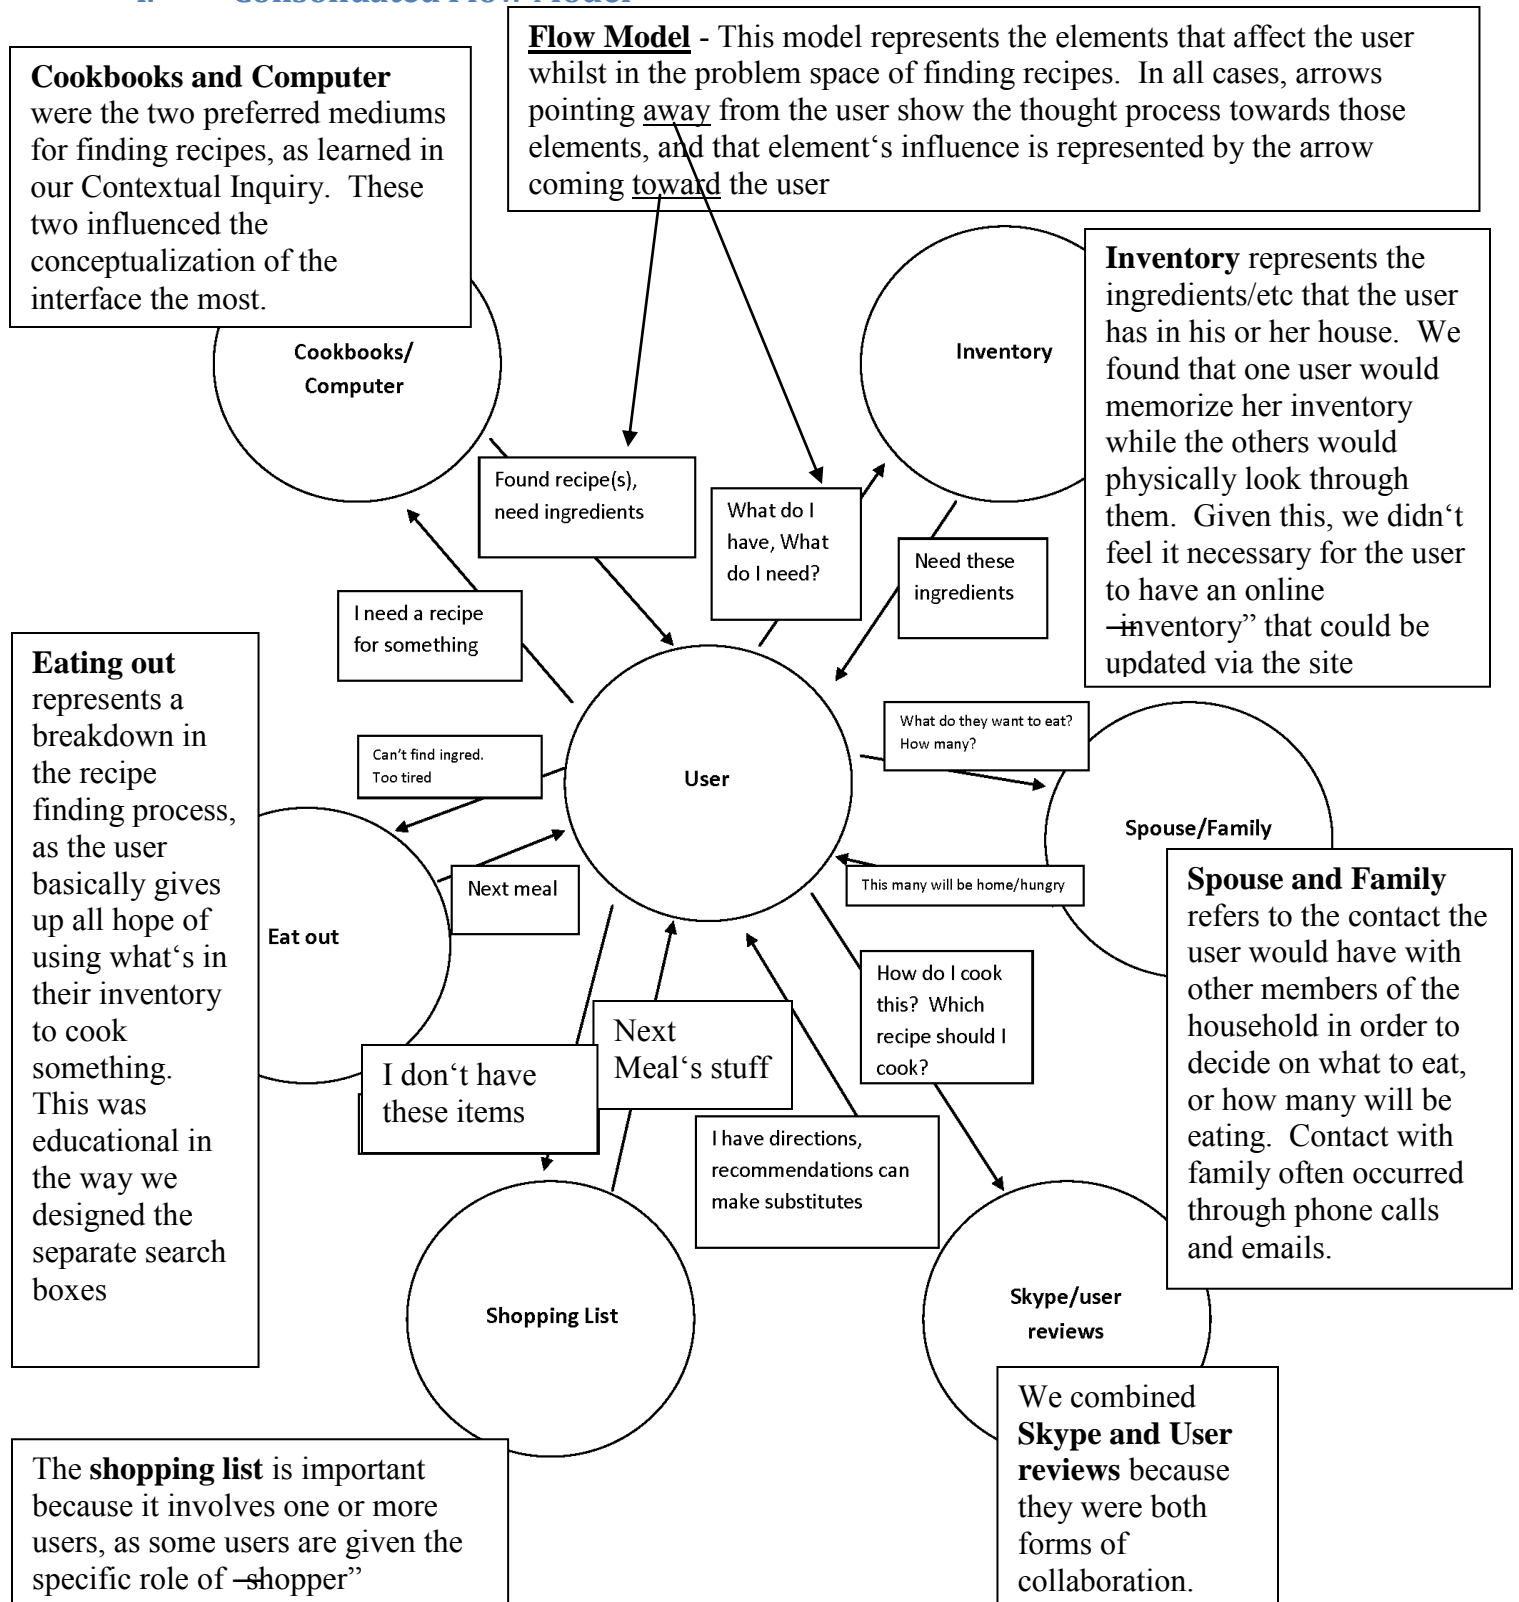 Consolidated Flow Model
Flow Model - This model represents the elements that affect the user
whilst in the problem space of finding recipes.  In all cases, arrows
pointing away from the user show the thought process towards those
elements, and that element‘s influence is represented by the arrow
coming toward the user
Cookbooks and Computer
were the two preferred mediums
for finding recipes, as learned in
our Contextual Inquiry.  These
two influenced the
conceptualization of the
interface the most.
Cookbooks/
Computer
Inventory
Inventory represents the
ingredients/etc that the user
has in his or her house.  We
found that one user would
memorize her inventory
while the others would
physically look through
them.  Given this, we didn‘t
feel it necessary for the user
to have an online
―inventory” that could be
updated via the site
Found recipe(s),
need ingredients
What do I
have, What
do I need?
Need these
ingredients
I need a recipe
for something
Eating out
represents a
breakdown in
the recipe
finding process,
as the user
basically gives
up all hope of
using what‘s in
their inventory
to cook
something.
This was
educational in
the way we
designed the
separate search
boxes
Can't find ingred.
Too tired
User
What do they want to eat?
How many?
Spouse/Family
Next meal
This many will be home/hungry
Eat out
Spouse and Family
refers to the contact the
user would have with
other members of the
household in order to
decide on what to eat,
or how many will be
eating.  Contact with
family often occurred
through phone calls
and emails.
How do I cook
this?  Which
recipe should I
cook?
Next
Meal‘s stuff
I don‘t have
these items
I have directions,
recommendations can
make substitutes
Shopping List
Skype/user
reviews
We combined
Skype and User
reviews because
they were both
forms of
collaboration.
The shopping list is important
because it involves one or more
users, as some users are given the
specific role of ―shopper”